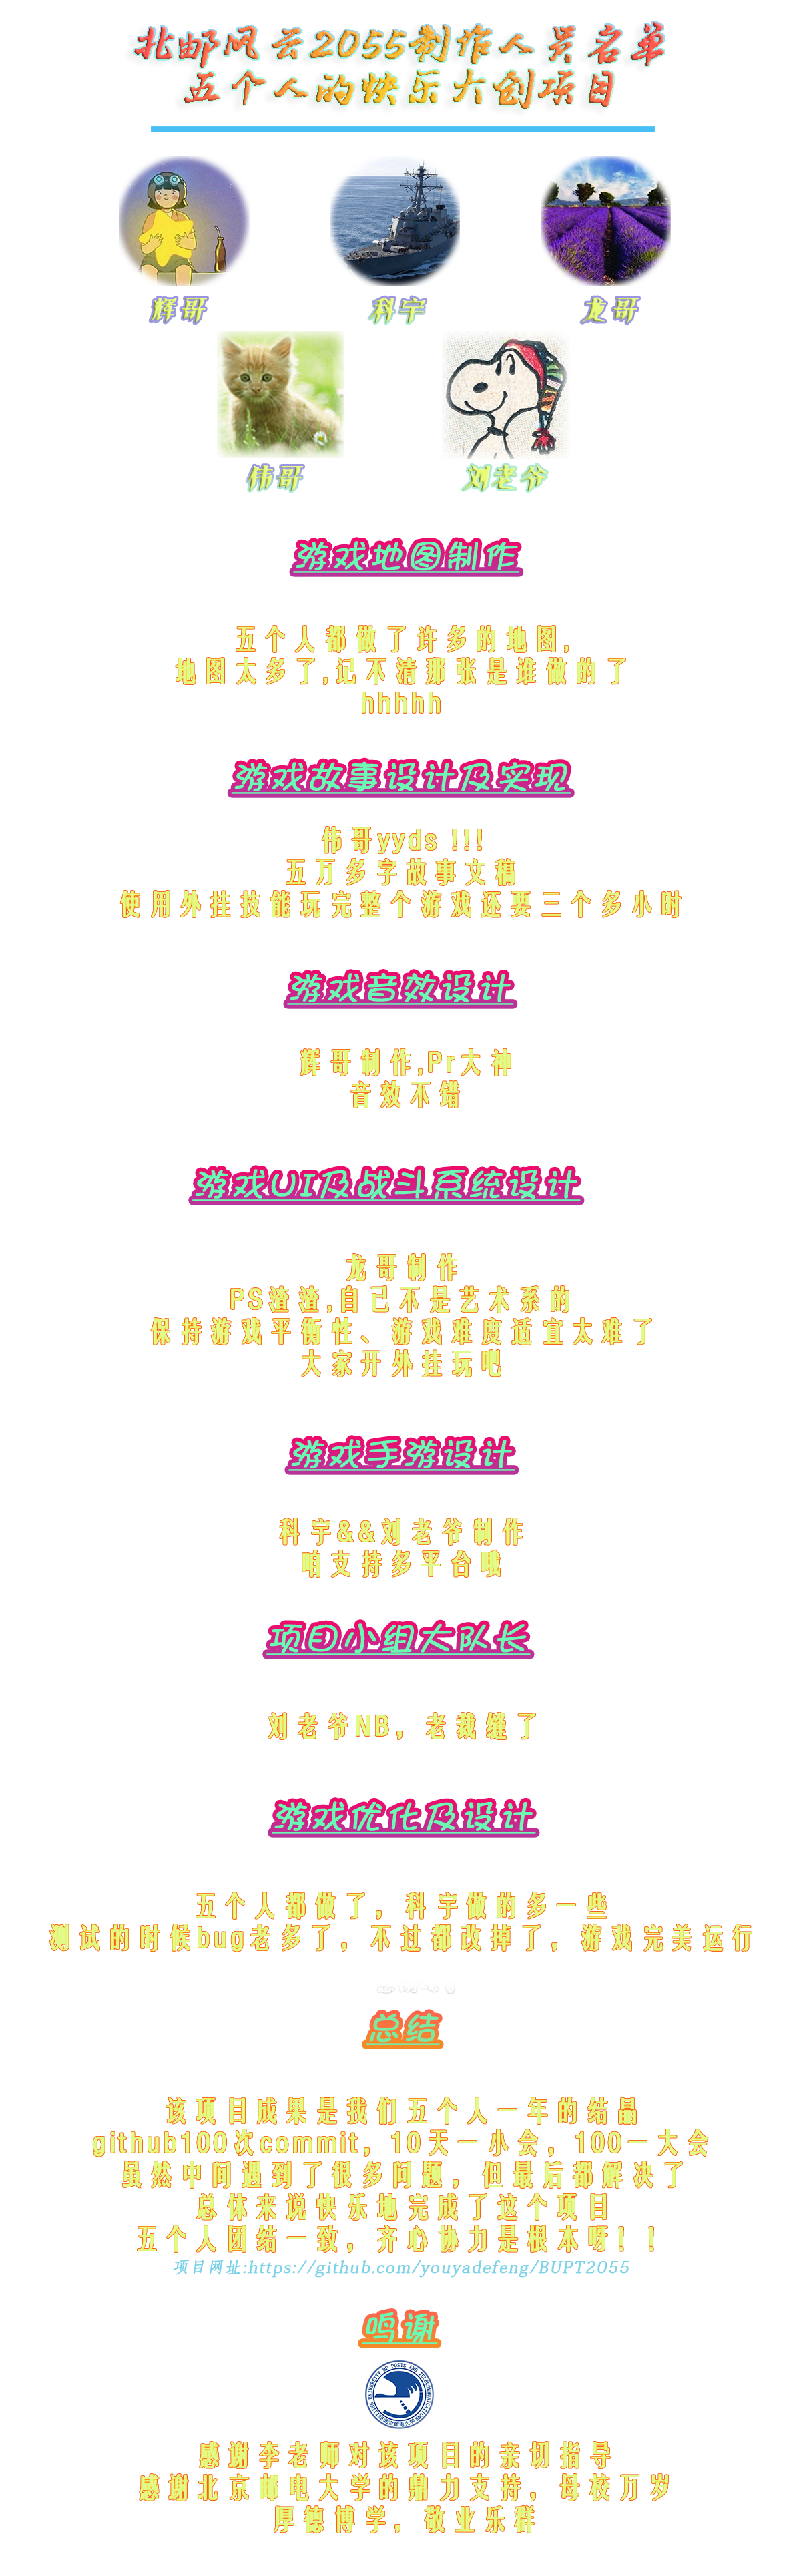 北邮风云2055制作人员名单
五个人的快乐大创项目
辉哥
科宇
龙哥
伟哥
刘老爷
游戏地图制作
五个人都做了许多的地图,
地图太多了,记不清那张是谁做的了
hhhhh
游戏故事设计及实现
伟哥yyds !!!
五万多字故事文稿
使用外挂技能玩完整个游戏还要三个多小时
游戏音效设计
辉哥制作,Pr大神
音效不错
游戏UI及战斗系统设计
龙哥制作
PS渣渣,自己不是艺术系的
保持游戏平衡性、游戏难度适宜太难了
大家开外挂玩吧
游戏手游设计
科宇&&刘老爷制作
咱支持多平台哦
项目小组大队长
刘老爷NB，老裁缝了
游戏优化及设计
五个人都做了，科宇做的多一些
测试的时候bug老多了，不过都改掉了，游戏完美运行
总结
该项目成果是我们五个人一年的结晶
github100次commit，10天一小会，100一大会
虽然中间遇到了很多问题，但最后都解决了
总体来说快乐地完成了这个项目
五个人团结一致，齐心协力是根本呀！！
项目网址:https://github.com/youyadefeng/BUPT2055
鸣谢
感谢李老师对该项目的亲切指导
感谢北京邮电大学的鼎力支持，母校万岁
厚德博学，敬业乐群